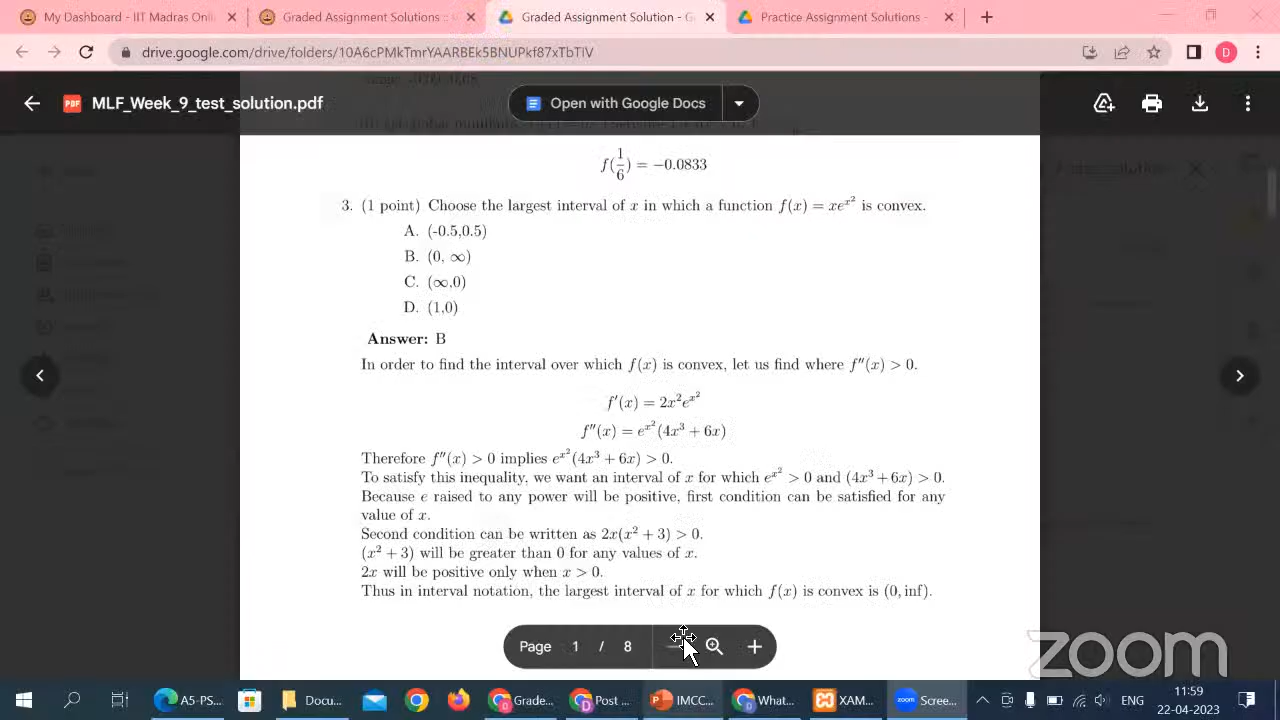 My Dashboard - IIT Madras Onli
Graded Assignment Solutions ::
Graded Assignment Solution - G
Practice Assignment Solutions -
drive.google.com/drive/folders/10A6cPMkTmrYAARBEk5BNUPkf87xTbTIV
D
PDF MLF_Week_9_test_solution.pdf
Open with Google Docs
f(1/6) = −0.0833
3. (1 point) Choose the largest interval of x in which a function f(x) = xe^{x^2} is convex.
A. (-0.5,0.5)
B. (0, ∞)
C. (∞,0)
D. (1,0)
Answer: B
In order to find the interval over which f(x) is convex, let us find where f″(x) > 0.
f′(x) = 2x^2e^{x^2}
f″(x) = e^{x^2}(4x^3 + 6x)
Therefore f″(x) > 0 implies e^{x^2}(4x^3 + 6x) > 0.
To satisfy this inequality, we want an interval of x for which e^{x^2} > 0 and (4x^3 + 6x) > 0.
Because e raised to any power will be positive, first condition can be satisfied for any
value of x.
Second condition can be written as 2x(x^2 + 3) > 0.
(x^2 + 3) will be greater than 0 for any values of x.
2x will be positive only when x > 0.
Thus in interval notation, the largest interval of x for which f(x) is convex is (0, inf).
Page 1 / 8
zoom
A5-PS...
Docu...
Grade...
Post ...
IMCC...
What...
XAM...
Scree...
ENG
11:59
22-04-2023